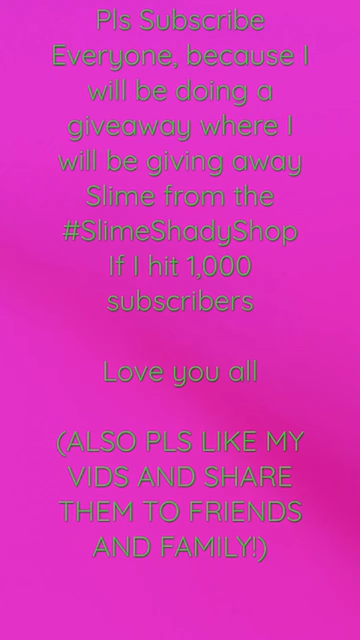 Pls Subscribe
Everyone, because I
will be doing a
giveaway where I
will be giving away
Slime from the
#SlimeShadyShop
If I hit 1,000
subscribers
Love you all
(ALSO PLS LIKE MY
VIDS AND SHARE
THEM TO FRIENDS
AND FAMILY!)